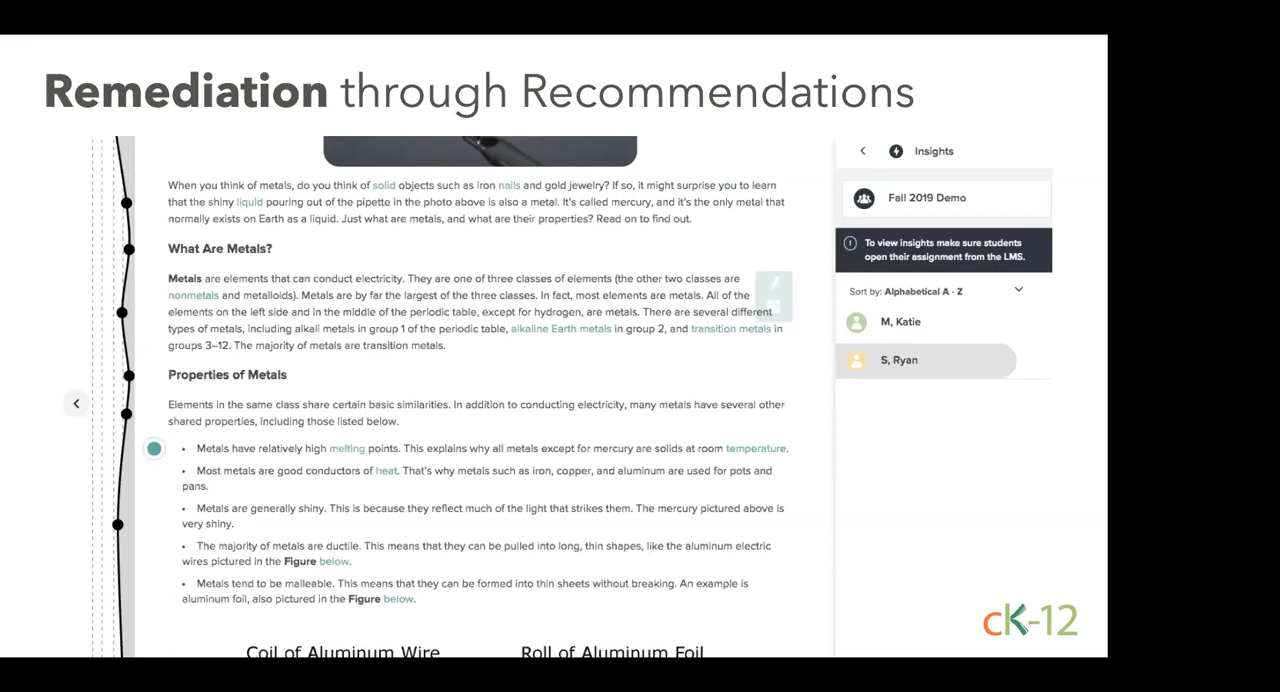 Remediation through Recommendations
When you think of metals, do you think of solid objects such as iron nails and gold jewelry? If so, it might surprise you to learn
that the shiny liquid pouring out of the pipette in the photo above is also a metal. It's called mercury, and it's the only metal that
normally exists on Earth as a liquid. Just what are metals, and what are their properties? Read on to find out.
What Are Metals?
Metals are elements that can conduct electricity. They are one of three classes of elements (the other two classes are
nonmetals and metalloids). Metals are by far the largest of the three classes. In fact, most elements are metals. All of the
elements on the left side and in the middle of the periodic table, except for hydrogen, are metals. There are several different
types of metals, including alkali metals in group 1 of the periodic table, alkaline Earth metals in group 2, and transition metals in
groups 3–12. The majority of metals are transition metals.
Properties of Metals
Elements in the same class share certain basic similarities. In addition to conducting electricity, many metals have several other
shared properties, including those listed below.
• Metals have relatively high melting points. This explains why all metals except for mercury are solids at room temperature.
• Most metals are good conductors of heat. That's why metals such as iron, copper, and aluminum are used for pots and
pans.
• Metals are generally shiny. This is because they reflect much of the light that strikes them. The mercury pictured above is
very shiny.
• The majority of metals are ductile. This means that they can be pulled into long, thin shapes, like the aluminum electric
wires pictured in the Figure below.
• Metals tend to be malleable. This means that they can be formed into thin sheets without breaking. An example is
aluminum foil, also pictured in the Figure below.
Coil of Aluminum Wire
Roll of Aluminum Foil
Insights
Fall 2019 Demo
To view insights make sure students
open their assignment from the LMS.
Sort by: Alphabetical A - Z
M, Katie
S, Ryan
cK-12